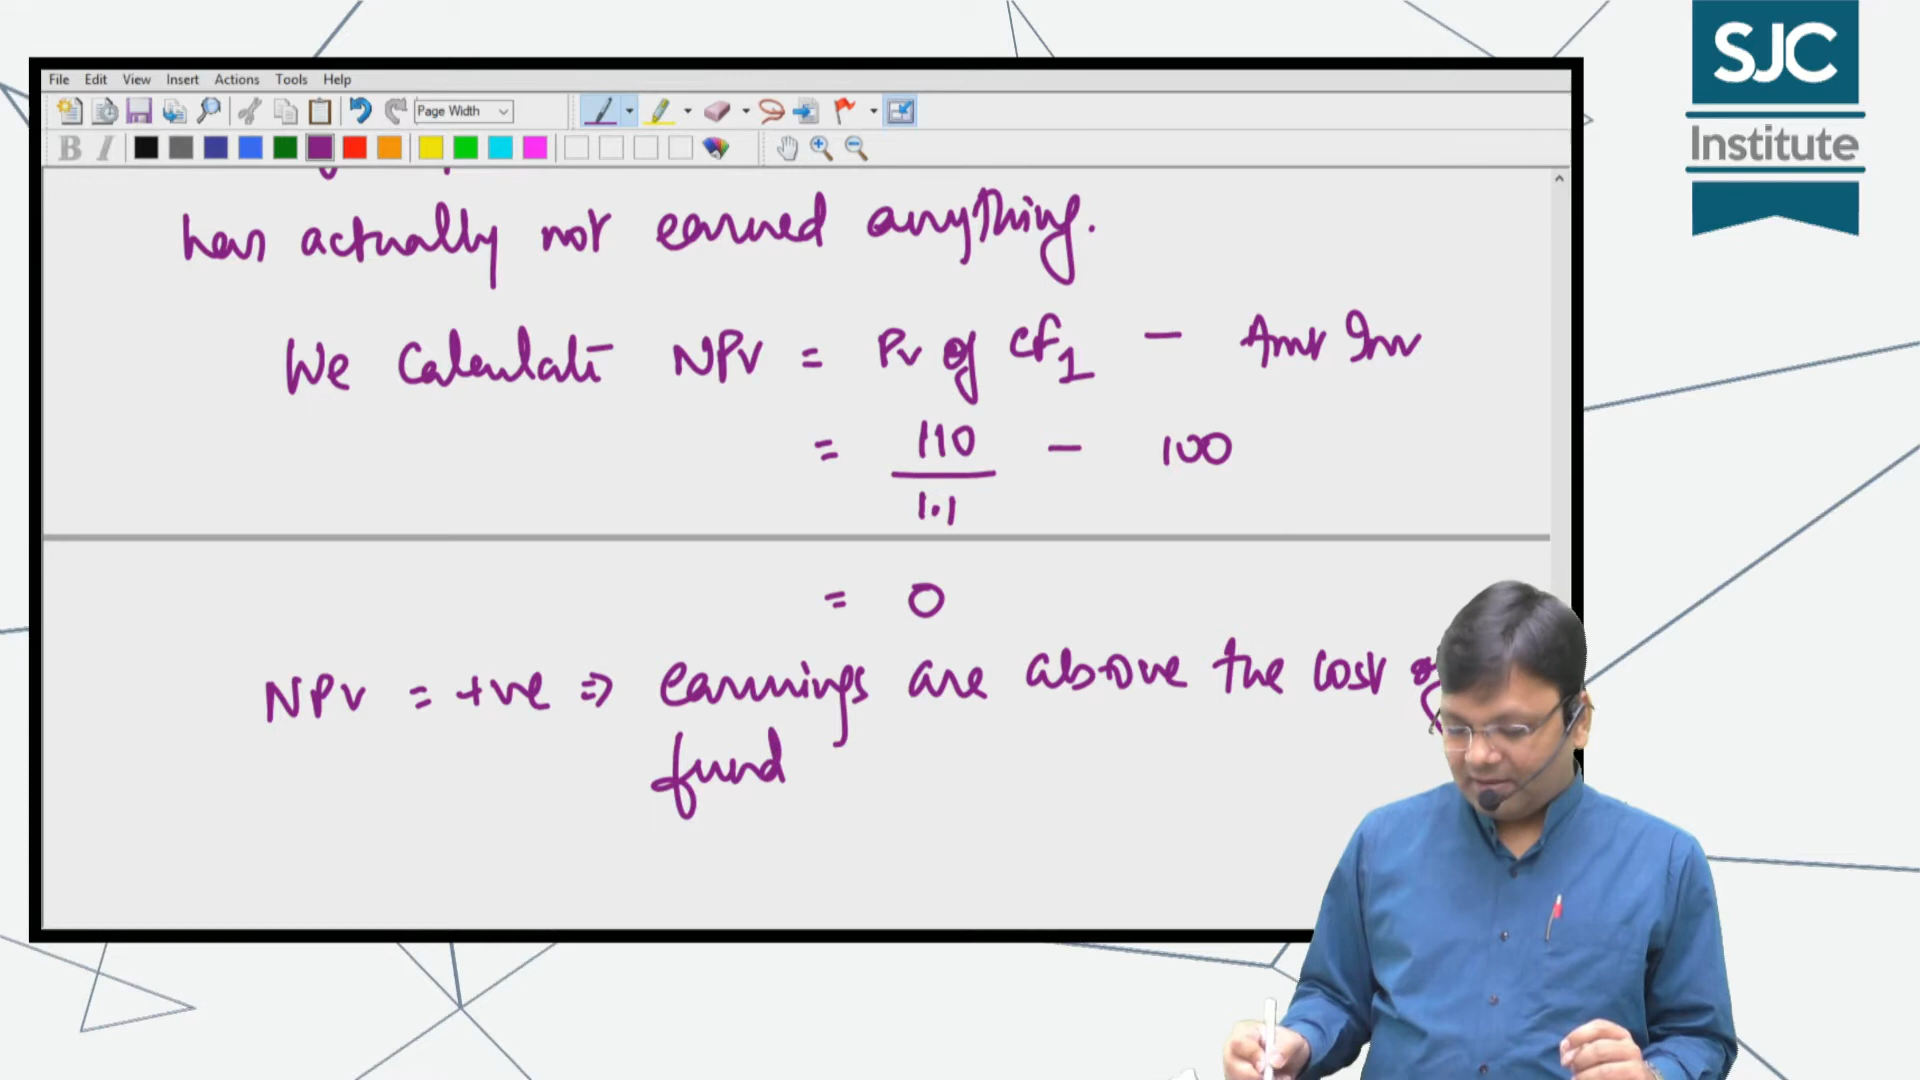 SJC
Institute
File Edit View Insert Actions Tools Help
Page Width
B I
has actually not earned anything.
We Calculate NPV = PV of CF1 - Amt Inv
= 110/1.1 - 100
= 0
NPV = +ve ⇒ earnings are above the cost of
fund